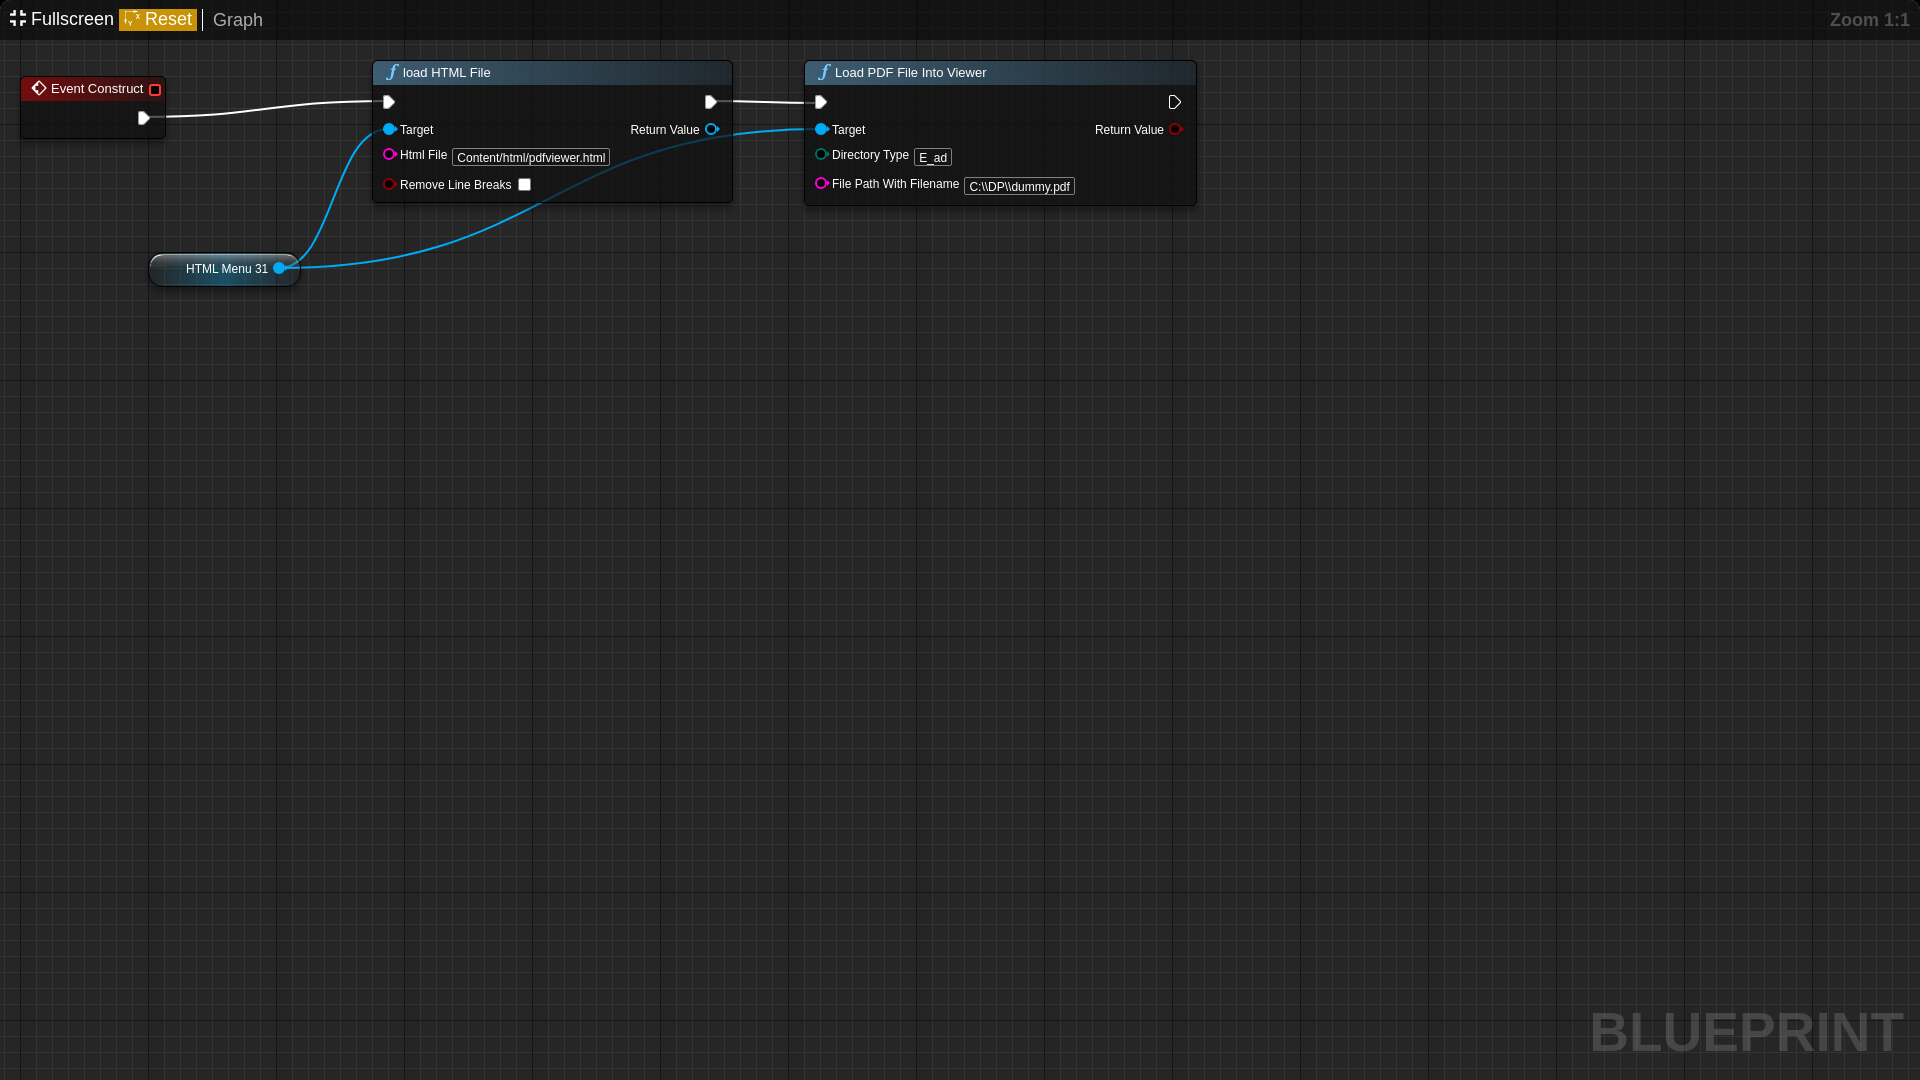 Fullscreen Reset Graph Zoom 1:1
Event Construct
load HTML File
Target Return Value
Html File Content/html/pdfviewer.html
Remove Line Breaks
Load PDF File Into Viewer
Target Return Value
Directory Type E_ad
File Path With Filename C:\\DP\\dummy.pdf
HTML Menu 31
BLUEPRINT